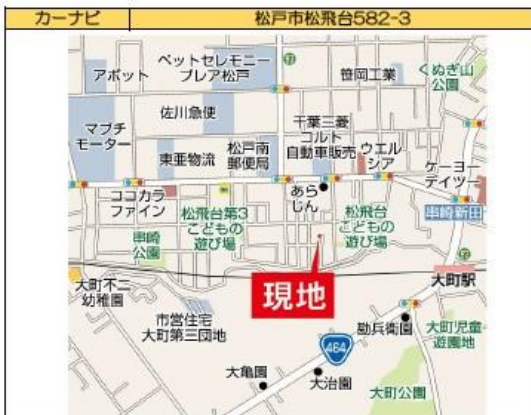 カーナビ
松戸市松飛台582-3
アボット
ペットセレモニー
プレア松戸
笹岡工業
くぬぎ山
公園
佐川急便
マブチ
モーター
東亜物流
松戸南
郵便局
千葉三菱
コルト
自動車販売
ウエル
シア
ケーヨー
デイツー
ココカラ
ファイン
あら
じん
串崎
公園
松飛台第3
こどもの
遊び場
松飛台
こどもの
遊び場
串崎新田
大町駅
大町不二
幼稚園
現地
市営住宅
大町第三団地
勘兵衛園
大町児童
遊園地
464
大亀園
大治園
大町公園